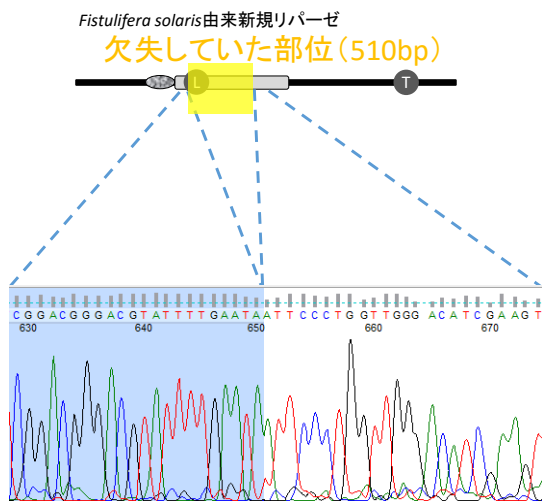 Fistulifera solaris由来新規リパーゼ
欠失していた部位(510bp)
L T
CGGACGGGACGTATTTTGAATAATTCCCTGGTTGGGACATCGAAGT
630 640 650 660 670